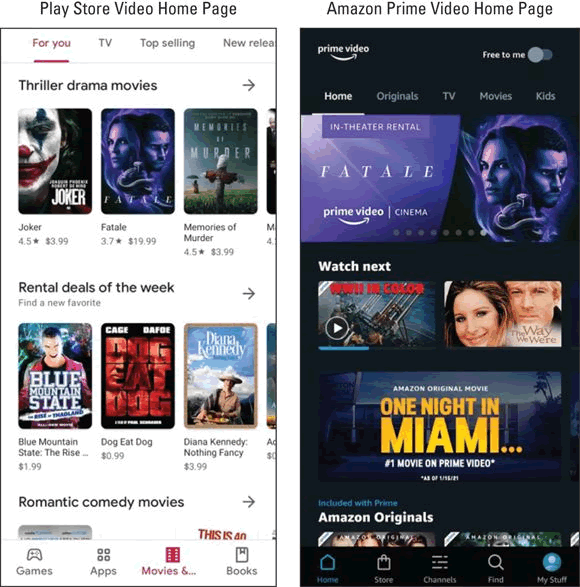 Play Store Video Home Page
For you TV Top selling New relea
Thriller drama movies
JOAQUIN PHOENIX
ROBERT DE NIRO
JOKER
FATALE
MEMORIES
OF
MURDER
Joker
4.5★ $3.99
Fatale
3.7★ $19.99
Memories of
Murder
4.5★ $3.99
Rental deals of the week
Find a new favorite
BLUE
MOUNTAIN
STATE
THE RISE OF THADLAND
CAGE DAFOE
DOG
EAT
DOG
Diana
Kennedy
Blue Mountain
State: The Rise ...
$1.99
Dog Eat Dog
$0.99
Diana Kennedy:
Nothing Fancy
$3.99
Romantic comedy movies
THIS IS 40
Games Apps Movies &... Books
Amazon Prime Video Home Page
prime video
Free to me
Home Originals TV Movies Kids
IN-THEATER RENTAL
FATALE
prime video | CINEMA
Watch next
WWII IN COLOR
The Way
We Were
AMAZON ORIGINAL MOVIE
ONE NIGHT IN
MIAMI...
#1 MOVIE ON PRIME VIDEO*
*AS OF 1/16/21
Included with Prime
Amazon Originals
AMAZON ORIGINAL
Home Store Channels Find My Stuff